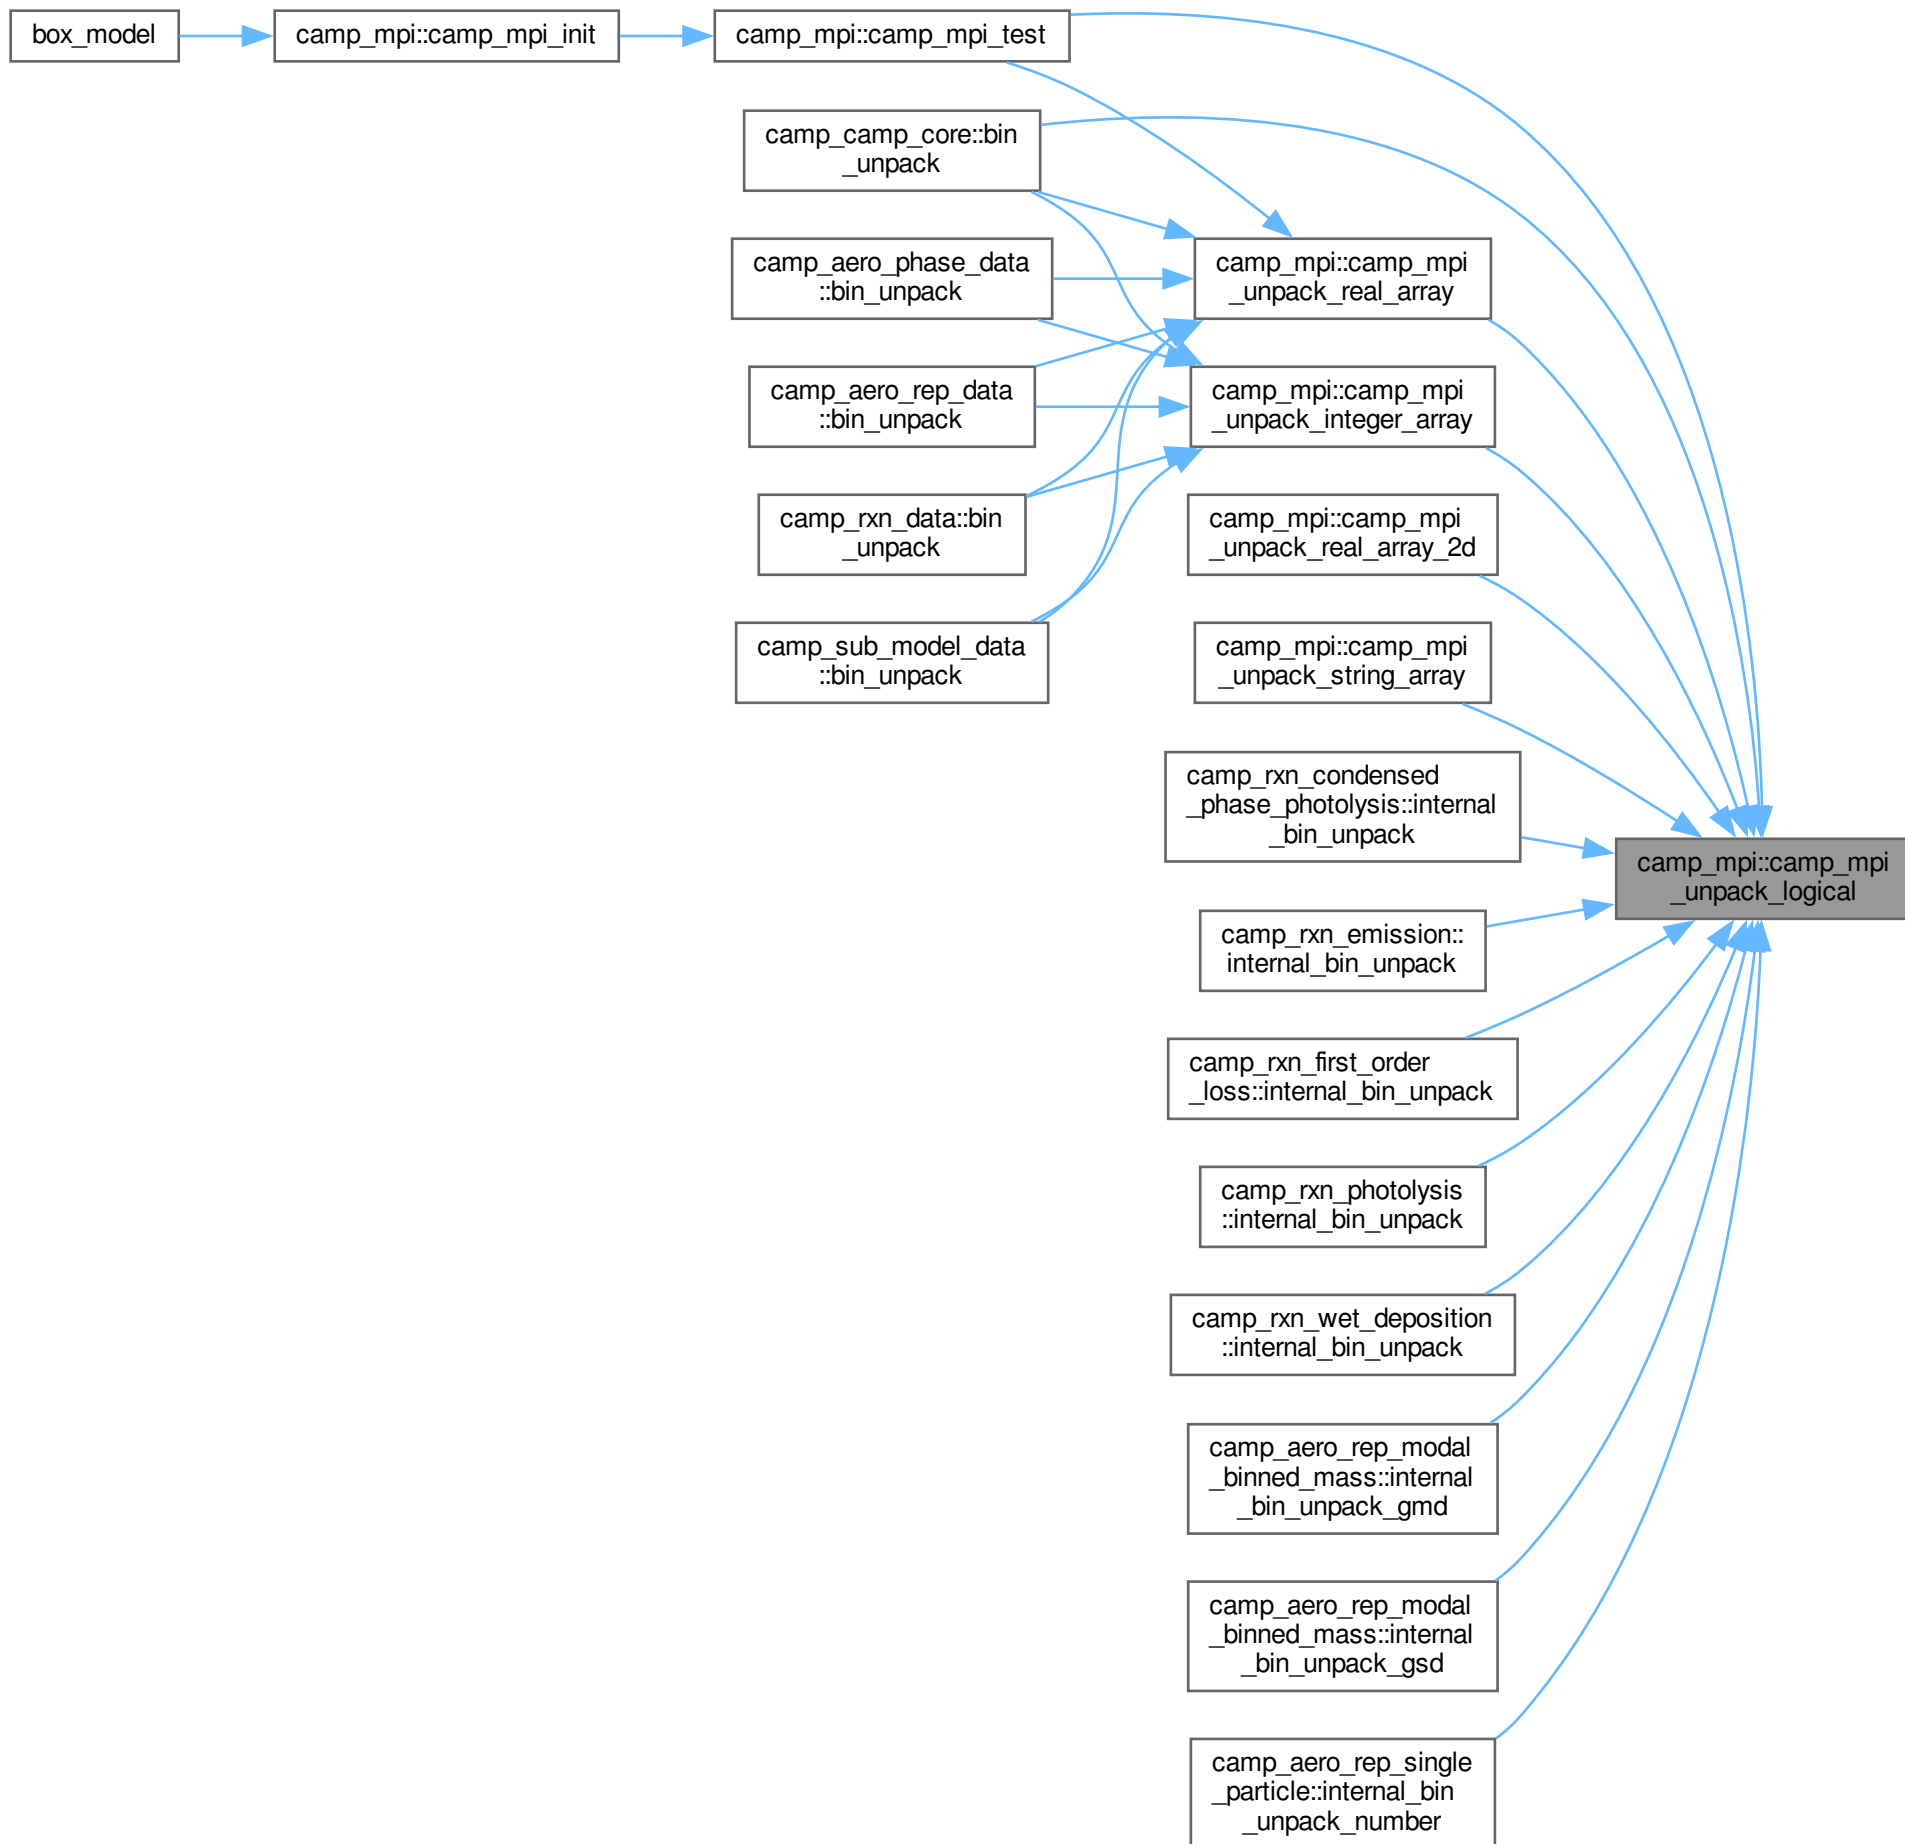 box_model
camp_mpi::camp_mpi_init
camp_mpi::camp_mpi_test
camp_camp_core::bin
_unpack
camp_aero_phase_data
::bin_unpack
camp_mpi::camp_mpi
_unpack_real_array
camp_aero_rep_data
::bin_unpack
camp_mpi::camp_mpi
_unpack_integer_array
camp_rxn_data::bin
_unpack
camp_mpi::camp_mpi
_unpack_real_array_2d
camp_sub_model_data
::bin_unpack
camp_mpi::camp_mpi
_unpack_string_array
camp_rxn_condensed
_phase_photolysis::internal
_bin_unpack
camp_mpi::camp_mpi
_unpack_logical
camp_rxn_emission::
internal_bin_unpack
camp_rxn_first_order
_loss::internal_bin_unpack
camp_rxn_photolysis
::internal_bin_unpack
camp_rxn_wet_deposition
::internal_bin_unpack
camp_aero_rep_modal
_binned_mass::internal
_bin_unpack_gmd
camp_aero_rep_modal
_binned_mass::internal
_bin_unpack_gsd
camp_aero_rep_single
_particle::internal_bin
_unpack_number